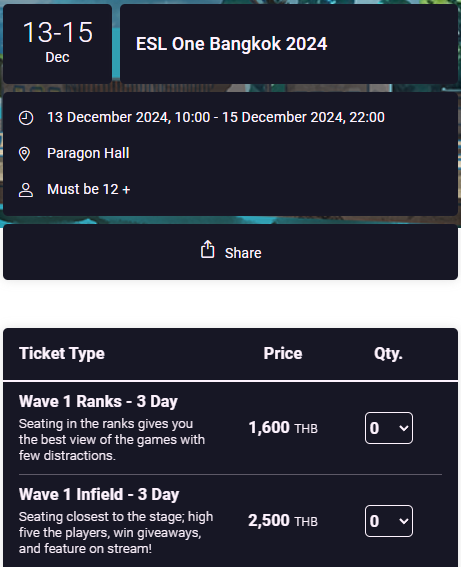 13-15
Dec
ESL One Bangkok 2024
13 December 2024, 10:00 - 15 December 2024, 22:00
Paragon Hall
Must be 12 +
Share
Ticket Type Price Qty.
Wave 1 Ranks - 3 Day
Seating in the ranks gives you
the best view of the games with
few distractions.
1,600 THB
0
Wave 1 Infield - 3 Day
Seating closest to the stage; high
five the players, win giveaways,
and feature on stream!
2,500 THB
0